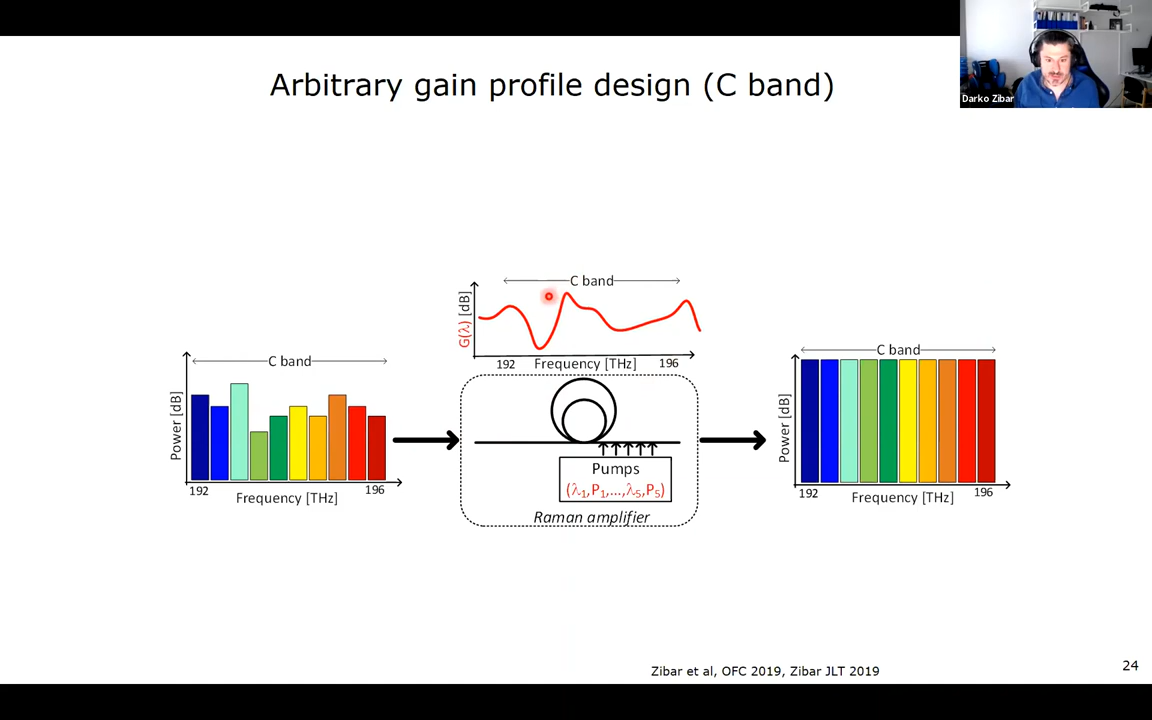 Darko Zibar
Arbitrary gain profile design (C band)
C band
G(λ) [dB]
192
Frequency [THz]
196
C band
Power [dB]
192
Frequency [THz]
196
Pumps
(λ1,P1,...,λ5,P5)
Raman amplifier
C band
Power [dB]
192
Frequency [THz]
196
Zibar et al, OFC 2019, Zibar JLT 2019
24